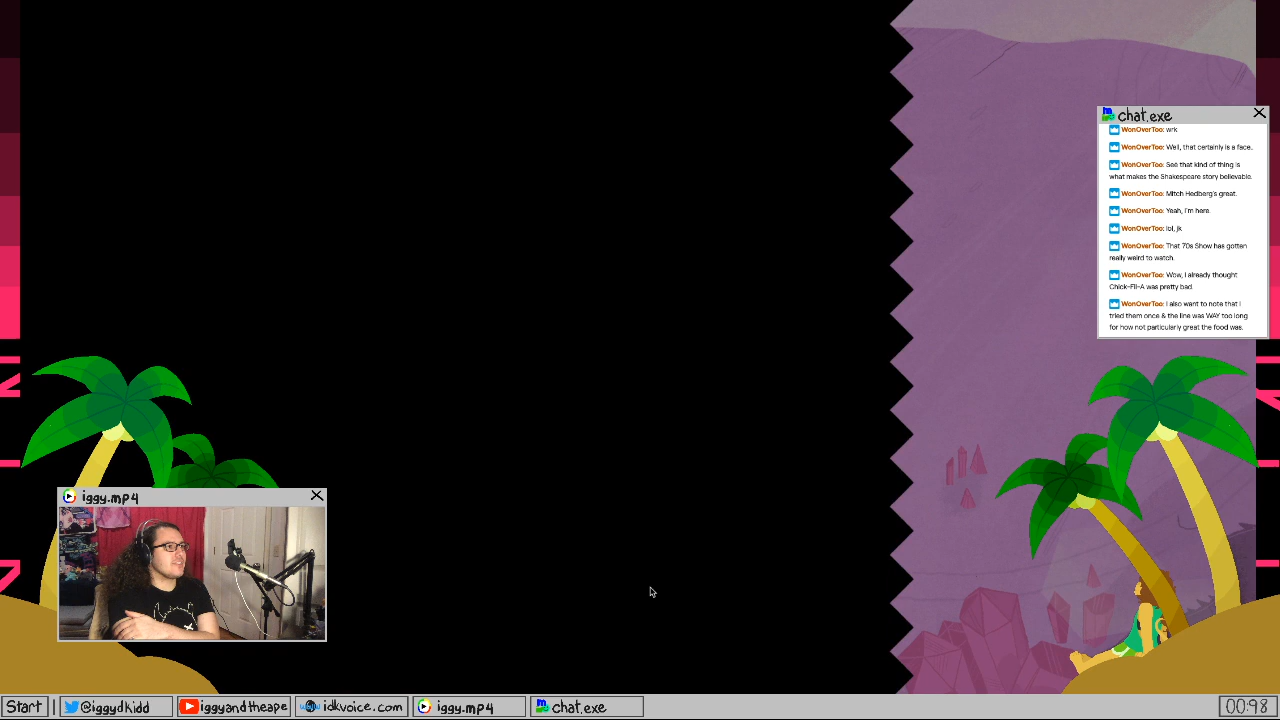 chat.exe
WonOverToo: wrk
WonOverToo: Well, that certainly is a face.
WonOverToo: See that kind of thing is
what makes the Shakespeare story believable.
WonOverToo: Mitch Hedberg's great.
WonOverToo: Yeah, I'm here.
WonOverToo: lol, jk
WonOverToo: That 70s Show has gotten
really weird to watch.
WonOverToo: Wow, I already thought
Chick-Fil-A was pretty bad.
WonOverToo: I also want to note that I
tried them once & the line was WAY too long
for how not particularly great the food was.
iggy.mp4
Start
@iggydkidd
iggyandtheape
www idkvoice.com
iggy.mp4
chat.exe
00:98